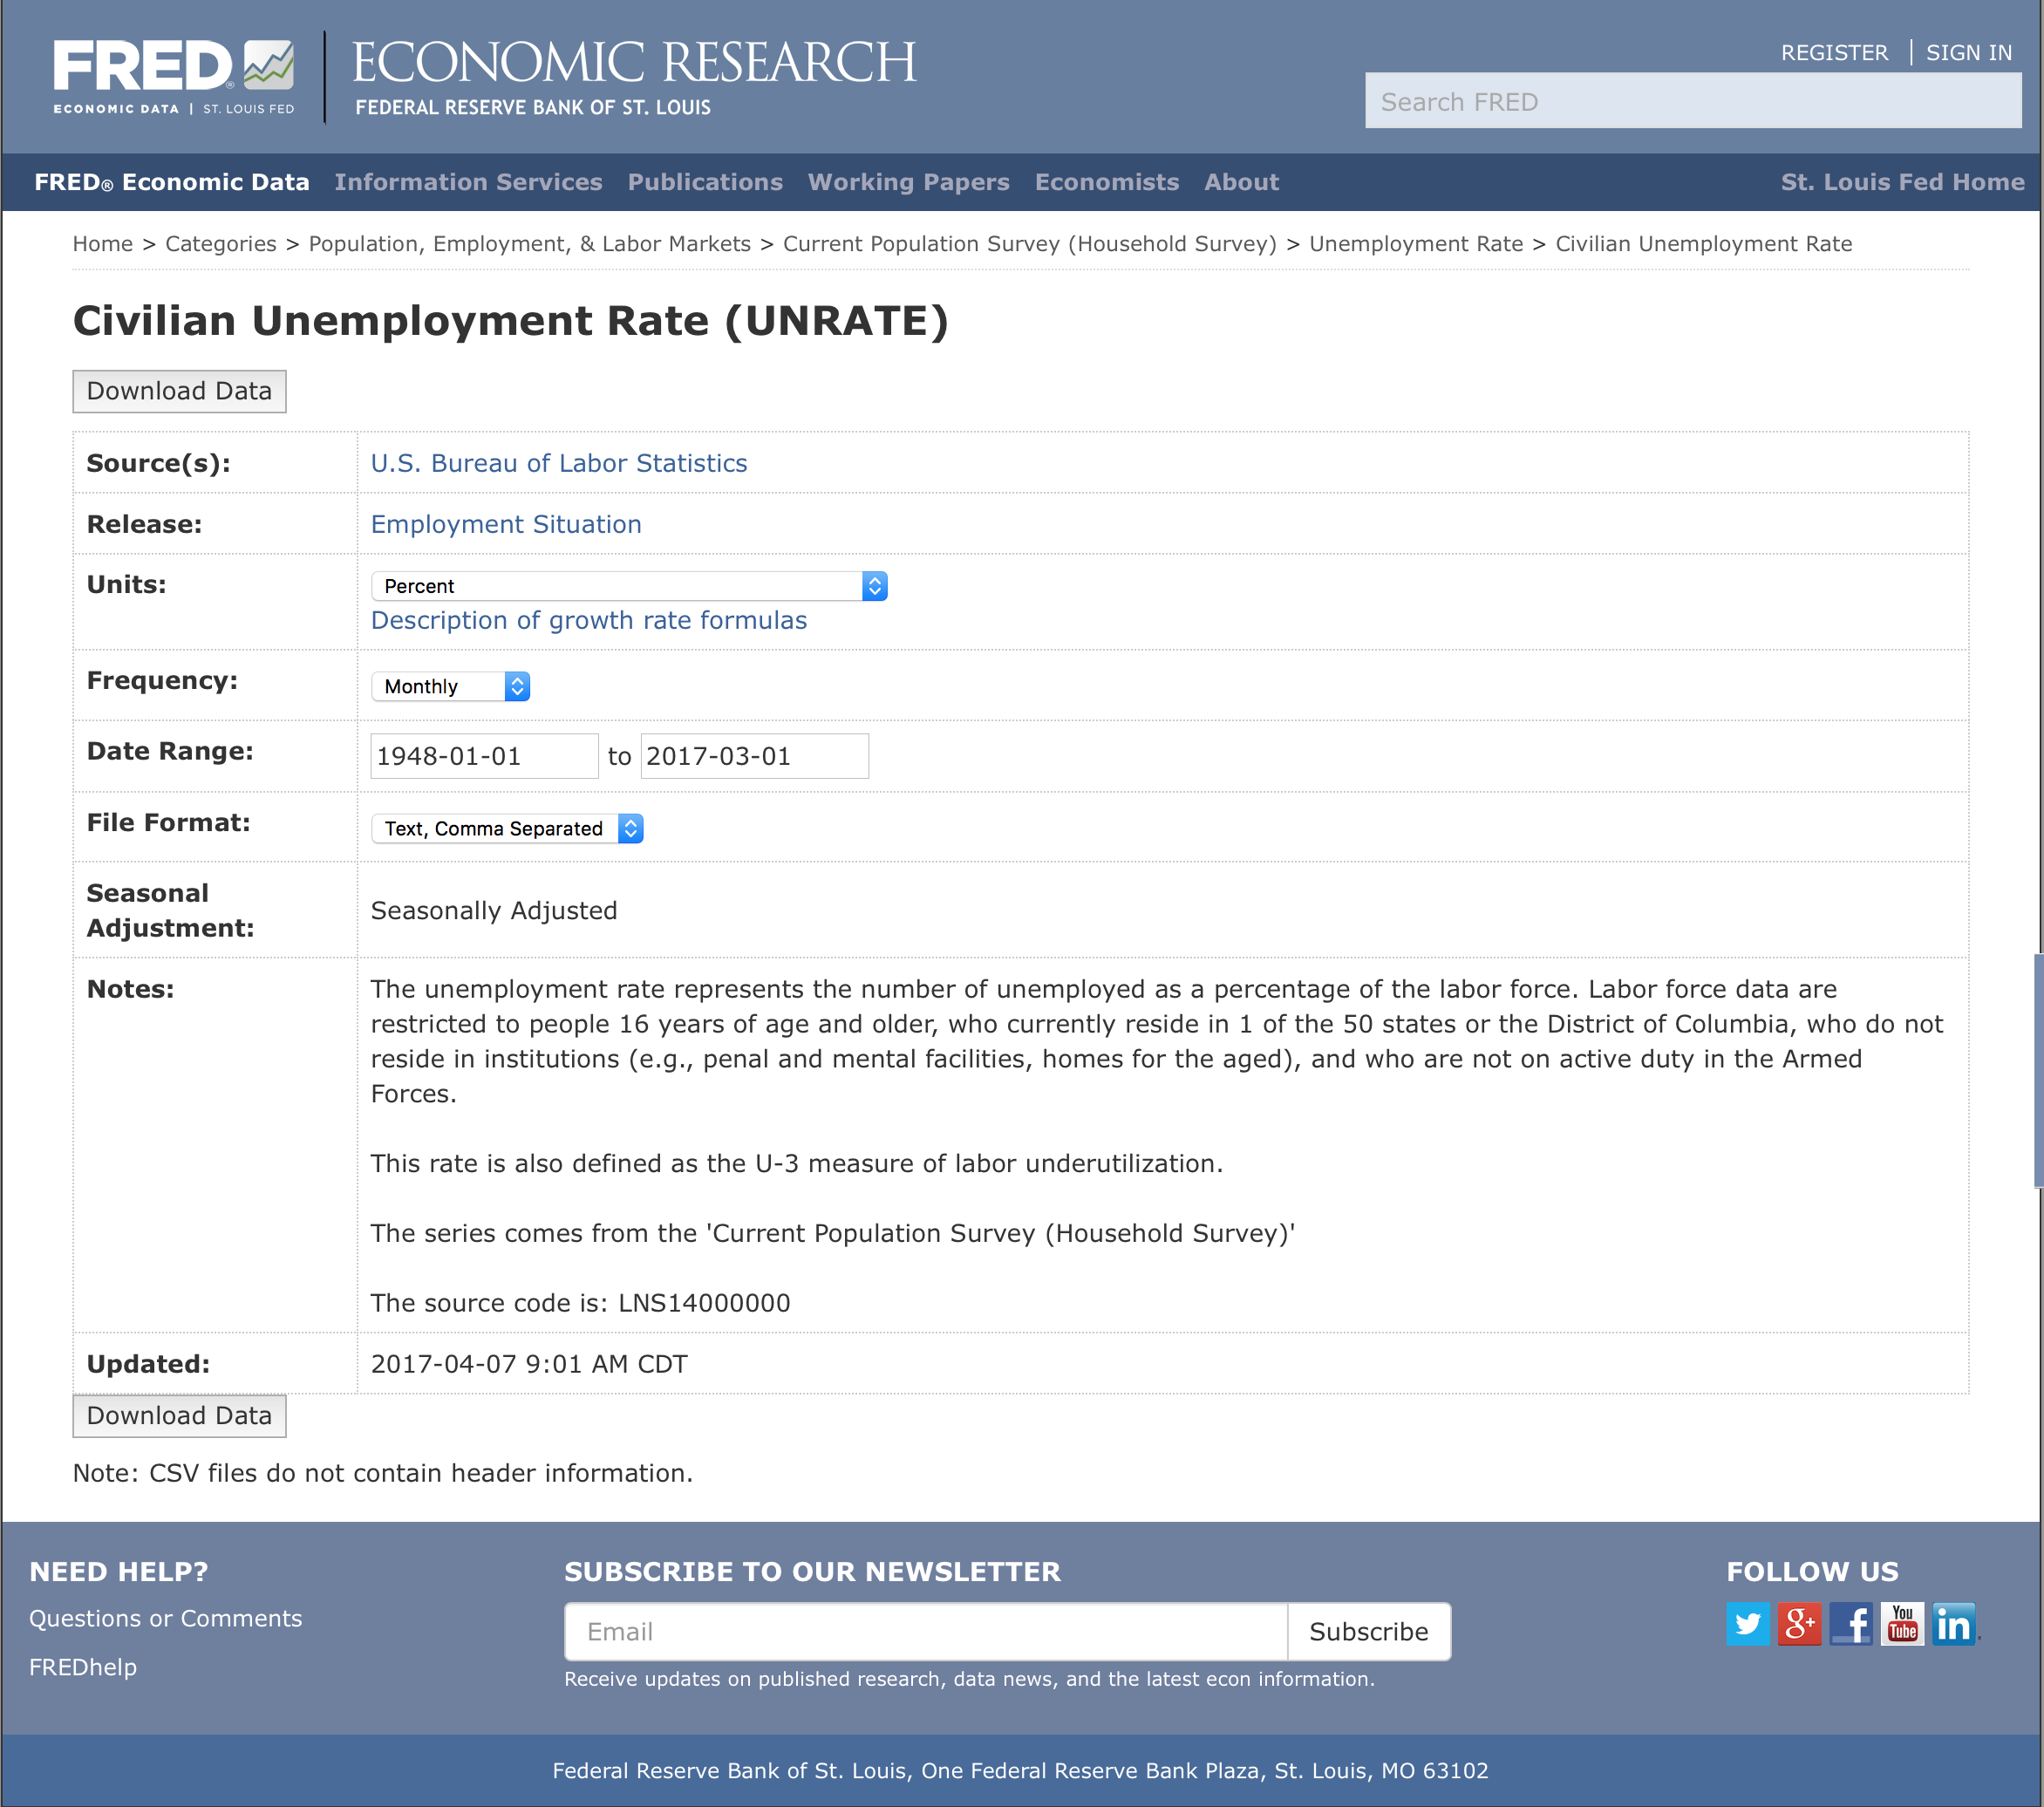 FRED®
ECONOMIC DATA | ST. LOUIS FED
ECONOMIC RESEARCH
FEDERAL RESERVE BANK OF ST. LOUIS
REGISTER | SIGN IN
Search FRED
FRED® Economic Data Information Services Publications Working Papers Economists About St. Louis Fed Home
Home > Categories > Population, Employment, & Labor Markets > Current Population Survey (Household Survey) > Unemployment Rate > Civilian Unemployment Rate
Civilian Unemployment Rate (UNRATE)
Download Data
Source(s): U.S. Bureau of Labor Statistics
Release: Employment Situation
Units: Percent
Description of growth rate formulas
Frequency: Monthly
Date Range: 1948-01-01 to 2017-03-01
File Format: Text, Comma Separated
Seasonal
Adjustment:
Seasonally Adjusted
Notes: The unemployment rate represents the number of unemployed as a percentage of the labor force. Labor force data are
restricted to people 16 years of age and older, who currently reside in 1 of the 50 states or the District of Columbia, who do not
reside in institutions (e.g., penal and mental facilities, homes for the aged), and who are not on active duty in the Armed
Forces.
This rate is also defined as the U-3 measure of labor underutilization.
The series comes from the 'Current Population Survey (Household Survey)'
The source code is: LNS14000000
Updated: 2017-04-07 9:01 AM CDT
Download Data
Note: CSV files do not contain header information.
NEED HELP?
Questions or Comments
FREDhelp
SUBSCRIBE TO OUR NEWSLETTER
Email Subscribe
Receive updates on published research, data news, and the latest econ information.
FOLLOW US
g+ f You Tube in
Federal Reserve Bank of St. Louis, One Federal Reserve Bank Plaza, St. Louis, MO 63102